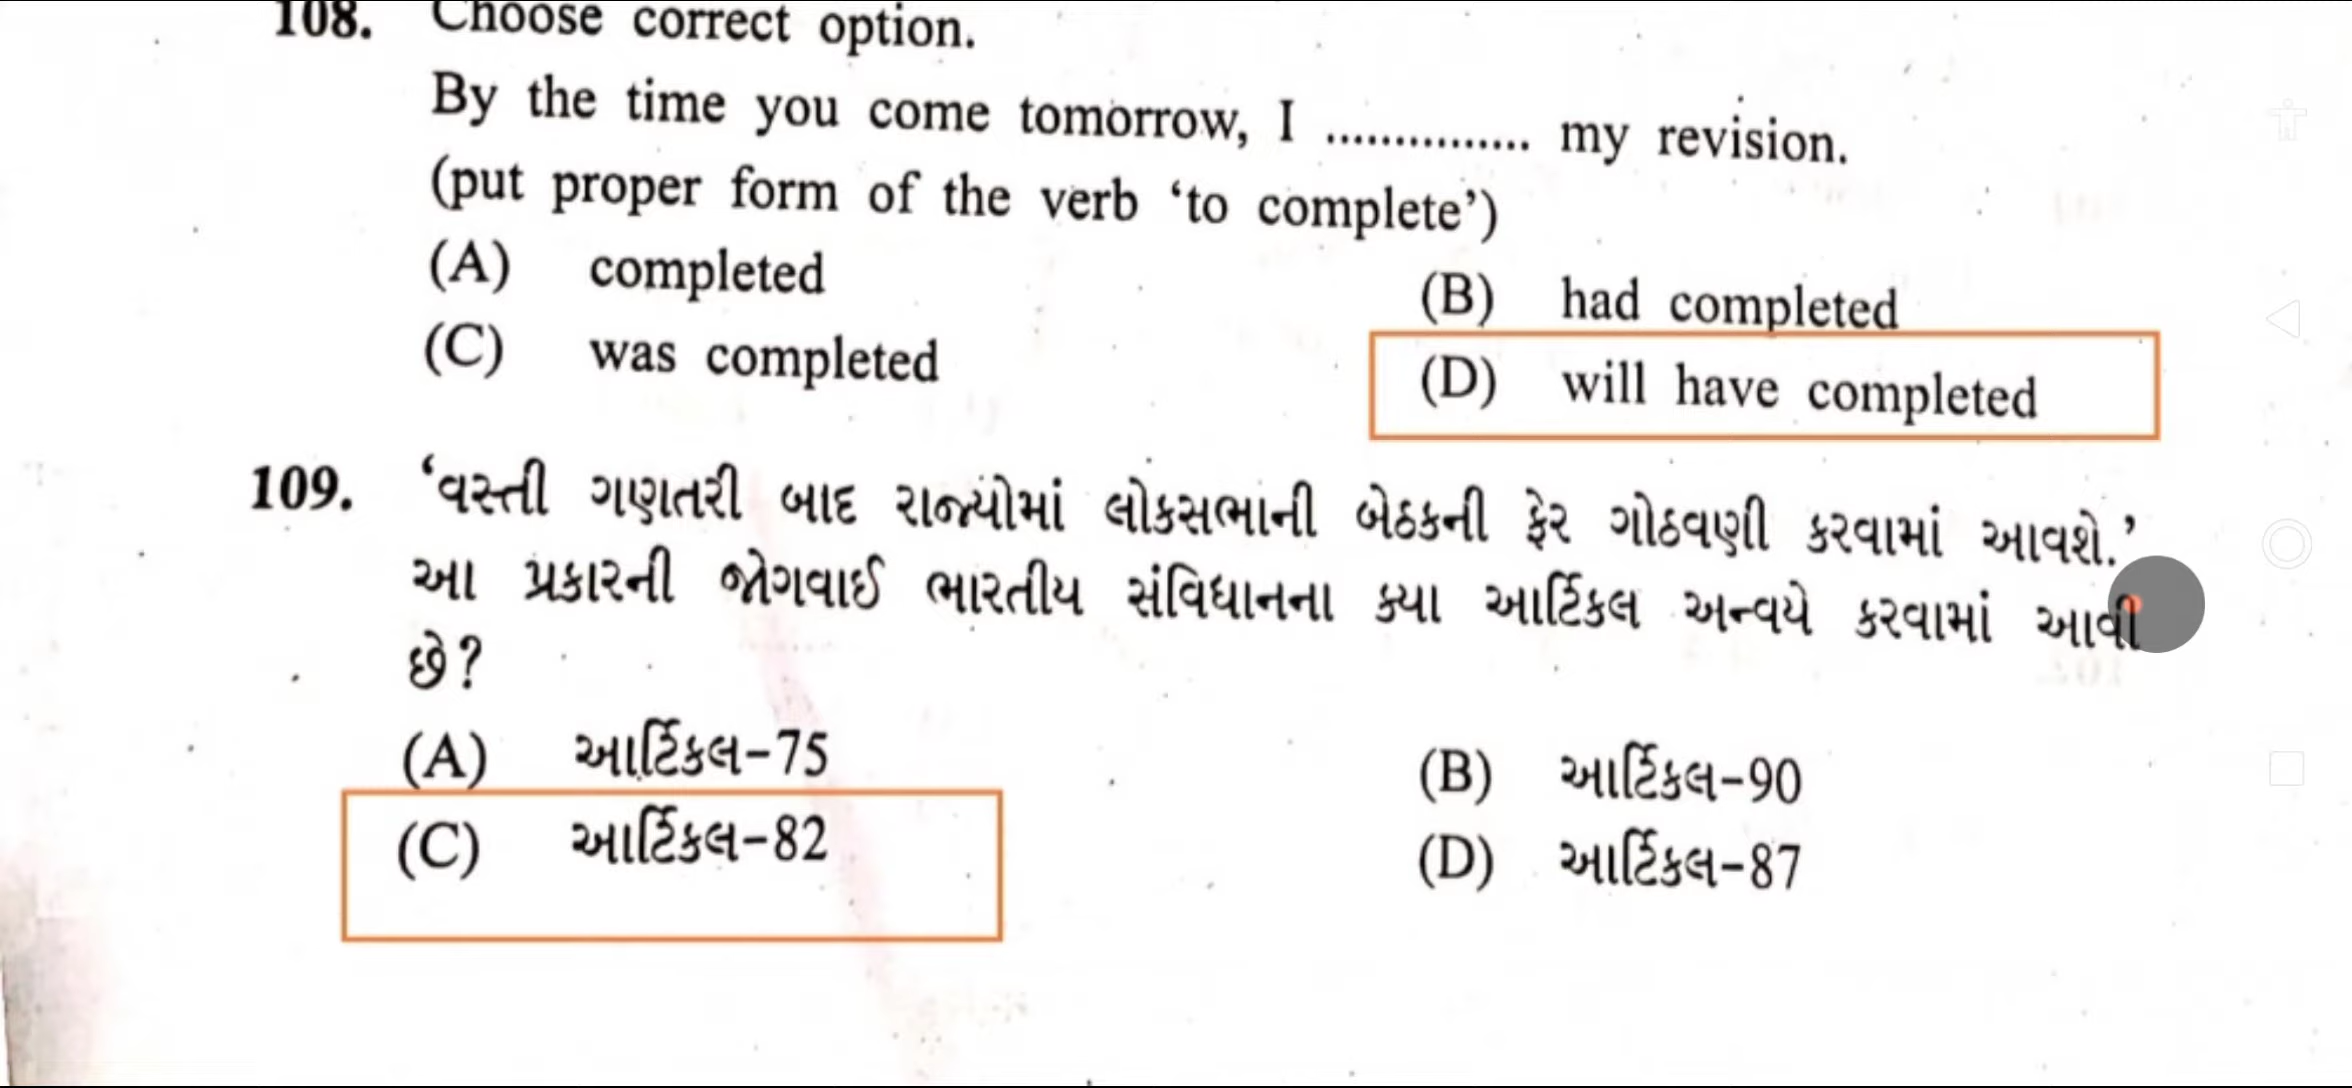 108. Choose correct option.
By the time you come tomorrow, I ............... my revision.
(put proper form of the verb ‘to complete’)
(A) completed
(B) had completed
(C) was completed
(D) will have completed
109. ‘વસ્તી ગણતરી બાદ રાજ્યોમાં લોકસભાની બેઠકની ફેર ગોઠવણી કરવામાં આવશે.’
આ પ્રકારની જોગવાઈ ભારતીય સંવિધાનના ક્યા આર્ટિકલ અન્વયે કરવામાં આવી
છે?
(A) આર્ટિકલ-75
(B) આર્ટિકલ-90
(C) આર્ટિકલ-82
(D) આર્ટિકલ-87